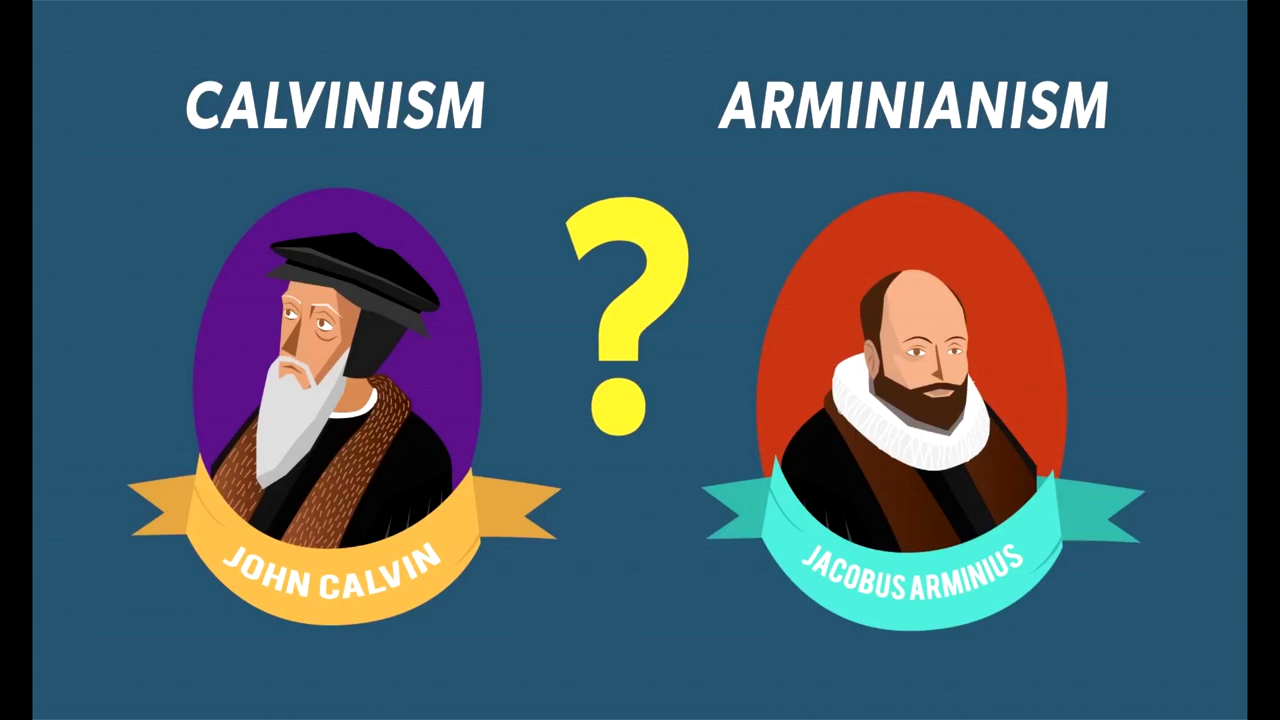 CALVINISM
ARMINIANISM
?
JOHN CALVIN
JACOBUS ARMINIUS